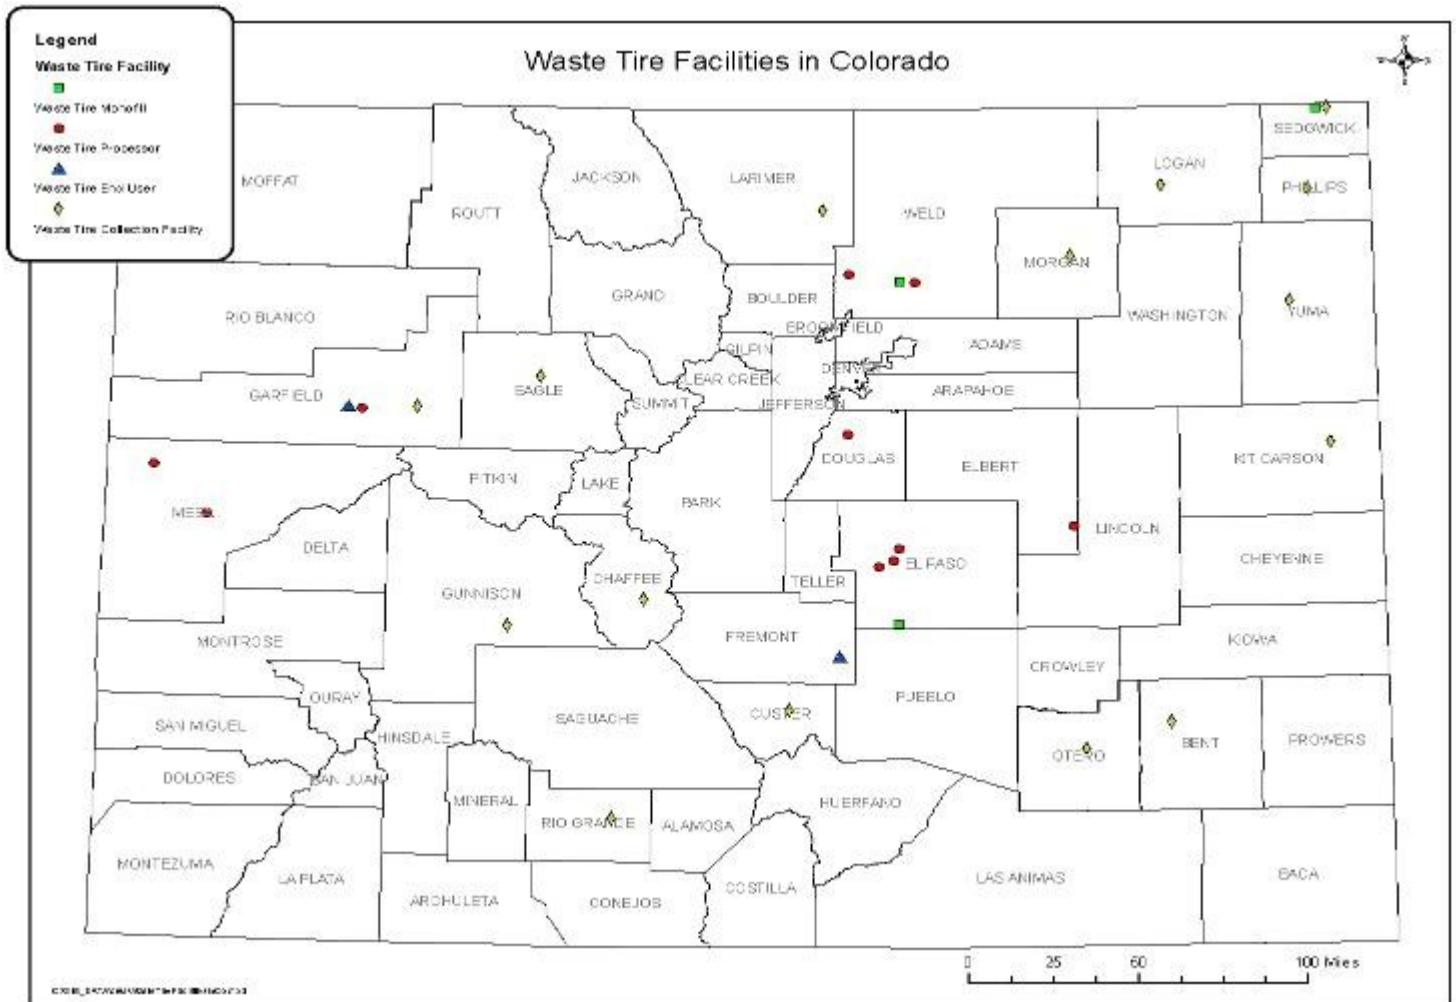 Legend
Waste Tire Facility
Waste Tire Monofill
Waste Tire Processor
Waste Tire End User
Waste Tire Collection Facility
Waste Tire Facilities in Colorado
N
SEDGWICK
LOGAN
PHILLIPS
MOFFAT
JACKSON
LARIMER
ROUTT
WELD
MORGAN
GRAND
BOULDER
RIO BLANCO
WASHINGTON
YUMA
BROOMFIELD
GILPIN
ADAMS
DENVER
CLEAR CREEK
EAGLE
GARFIELD
SUMMIT
JEFFERSON
ARAPAHOE
DOUGLAS
ELBERT
KIT CARSON
PITKIN
LAKE
PARK
MESA
LINCOLN
DELTA
CHEYENNE
CHAFFEE
TELLER
EL PASO
GUNNISON
FREMONT
MONTROSE
KIOWA
CROWLEY
OURAY
PUEBLO
CUSTER
SAGUACHE
SAN MIGUEL
HINSDALE
OTERO
BENT
PROWERS
DOLORES
SAN JUAN
MINERAL
HUERFANO
RIO GRANDE
ALAMOSA
MONTEZUMA
LA PLATA
COSTILLA
LAS ANIMAS
BACA
ARCHULETA
CONEJOS
0 25 50 100 Miles